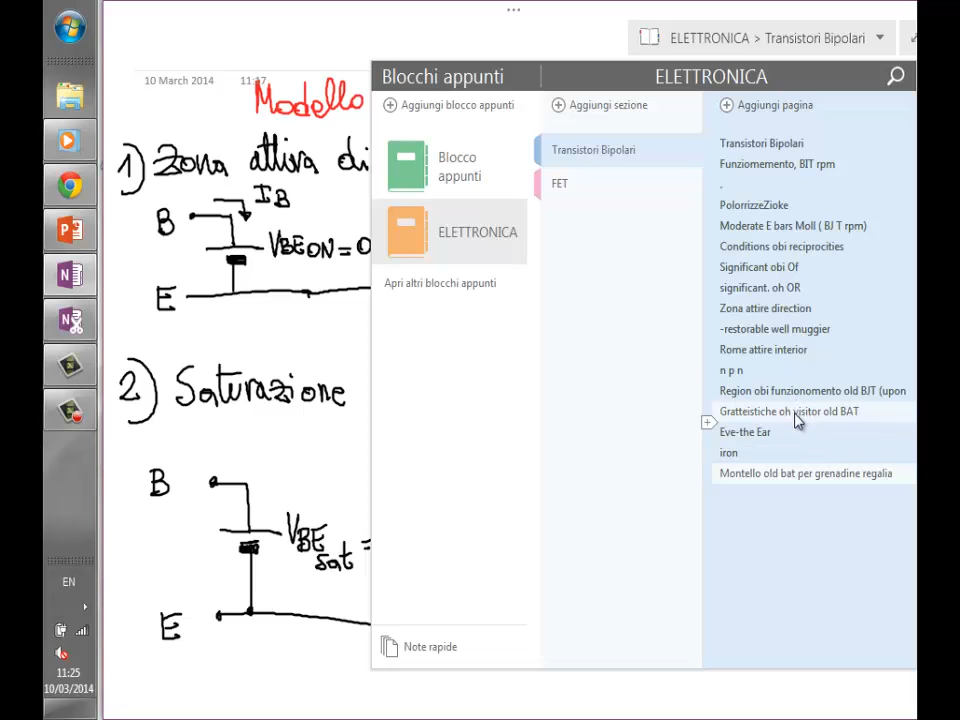 ELETTRONICA > Transistori Bipolari
10 March 2014 11:17
Modello
1) Zona attiva di
IB
B
VBEON = 0
E
2) Saturazione
B
VBE sat =
E
Blocchi appunti
ELETTRONICA
Aggiungi blocco appunti
Aggiungi sezione
Aggiungi pagina
Blocco
appunti
ELETTRONICA
Apri altri blocchi appunti
Note rapide
Transistori Bipolari
FET
Transistori Bipolari
Funziomemento, BIT rpm
.
PolorrizzeZioke
Moderate E bars Moll ( BJ T rpm)
Conditions obi reciprocities
Significant obi Of
significant. oh OR
Zona attire direction
-restorable well muggier
Rome attire interior
n p n
Region obi funzionomento old BJT (upon
Gratteistiche oh visitor old BAT
Eve-the Ear
iron
Montello old bat per grenadine regalia
EN
11:25
10/03/2014